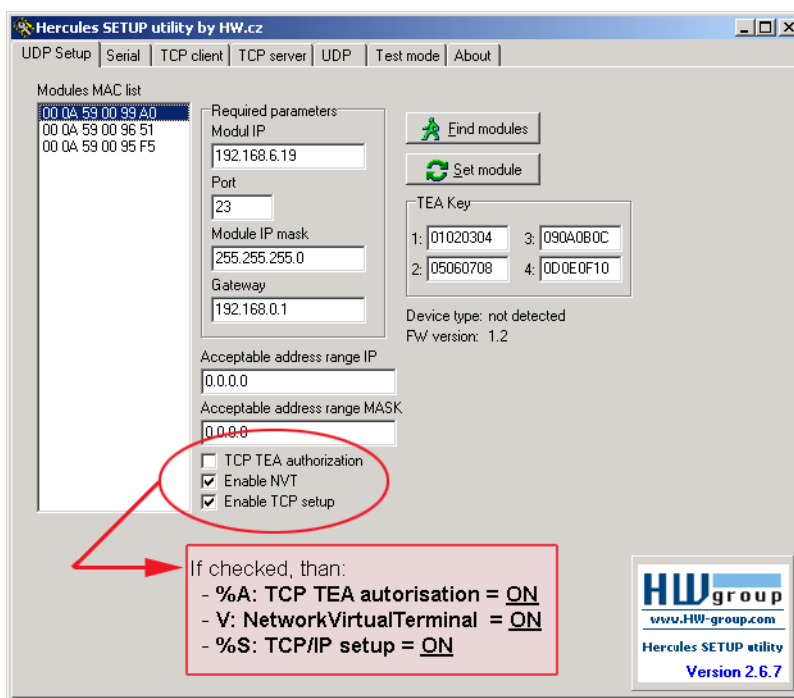 Hercules SETUP utility by HW.cz
UDP Setup Serial TCP client TCP server UDP Test mode About
Modules MAC list
00 0A 59 00 99 A0
00 0A 59 00 96 51
00 0A 59 00 95 F5
Required parameters
Modul IP
192.168.6.19
Port
23
Module IP mask
255.255.255.0
Gateway
192.168.0.1
Find modules
Set module
TEA Key
1: 01020304 3: 090A0B0C
2: 05060708 4: 0D0E0F10
Device type: not detected
FW version: 1.2
Acceptable address range IP
0.0.0.0
Acceptable address range MASK
0.0.0.0
TCP TEA authorization
Enable NVT
Enable TCP setup
If checked, than:
- %A: TCP TEA autorisation = ON
- V: NetworkVirtualTerminal = ON
- %S: TCP/IP setup = ON
HW group
www.HW-group.com
Hercules SETUP utility
Version 2.6.7